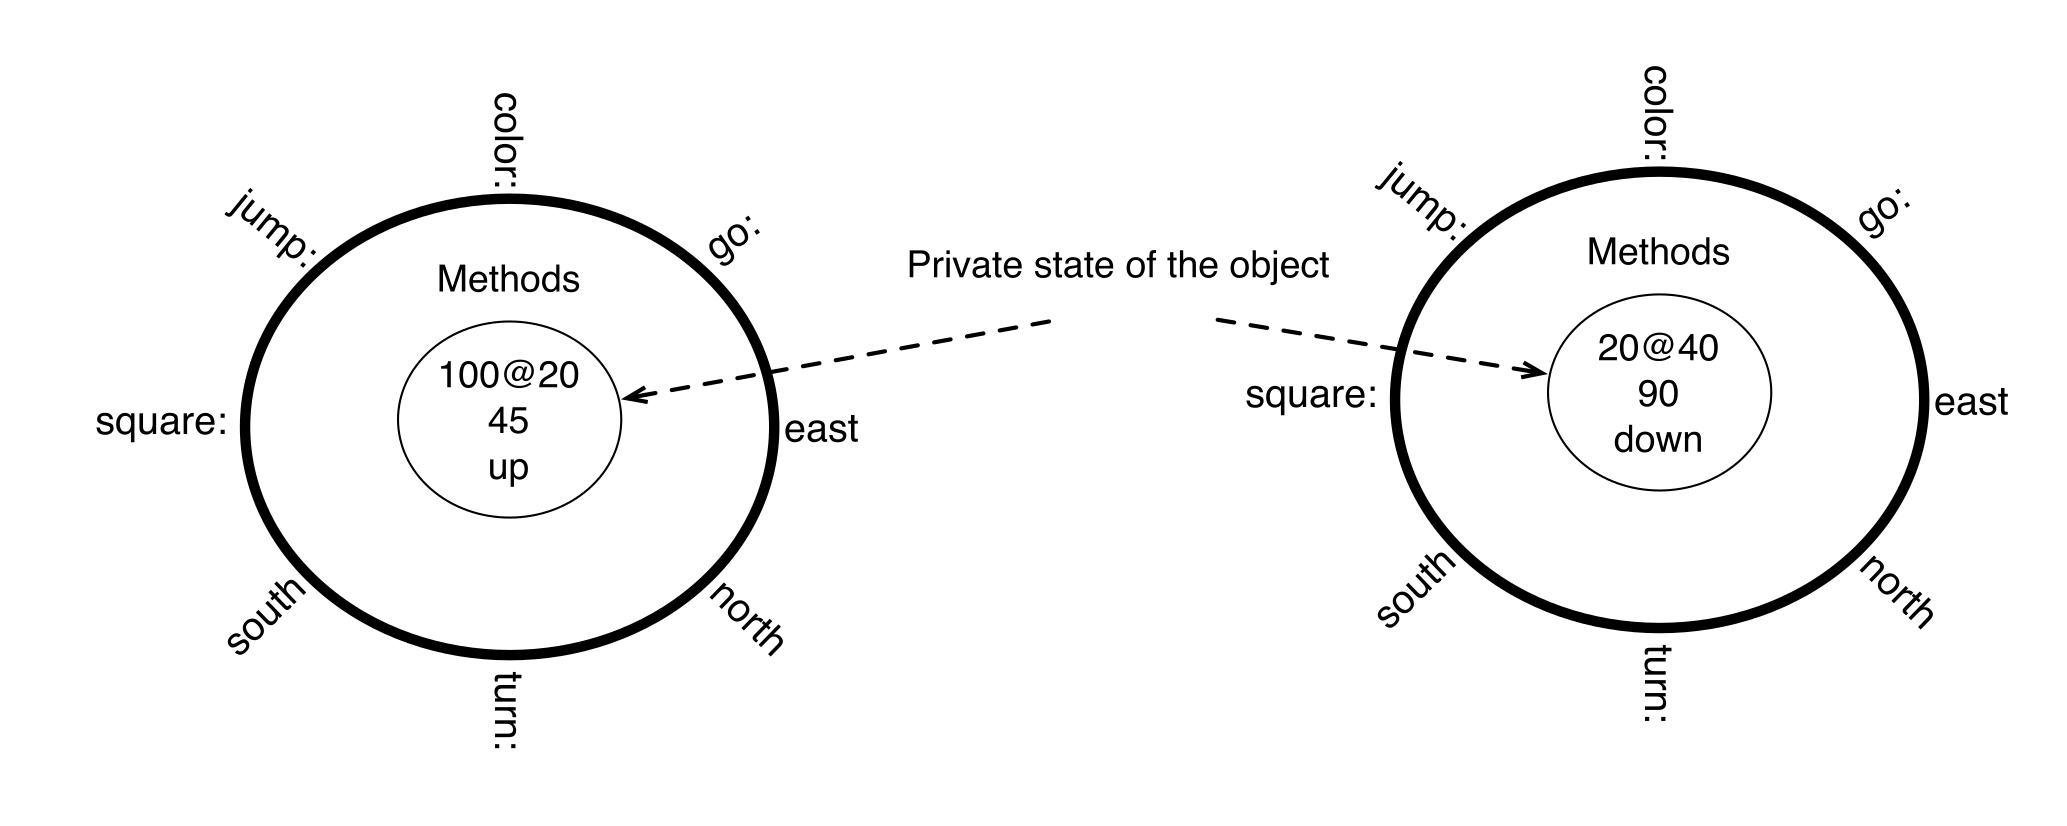 color:
jump:
go:
Methods
100@20
45
up
square:
east
south
north
turn:
Private state of the object
color:
jump:
go:
Methods
20@40
90
down
square:
east
south
north
turn: